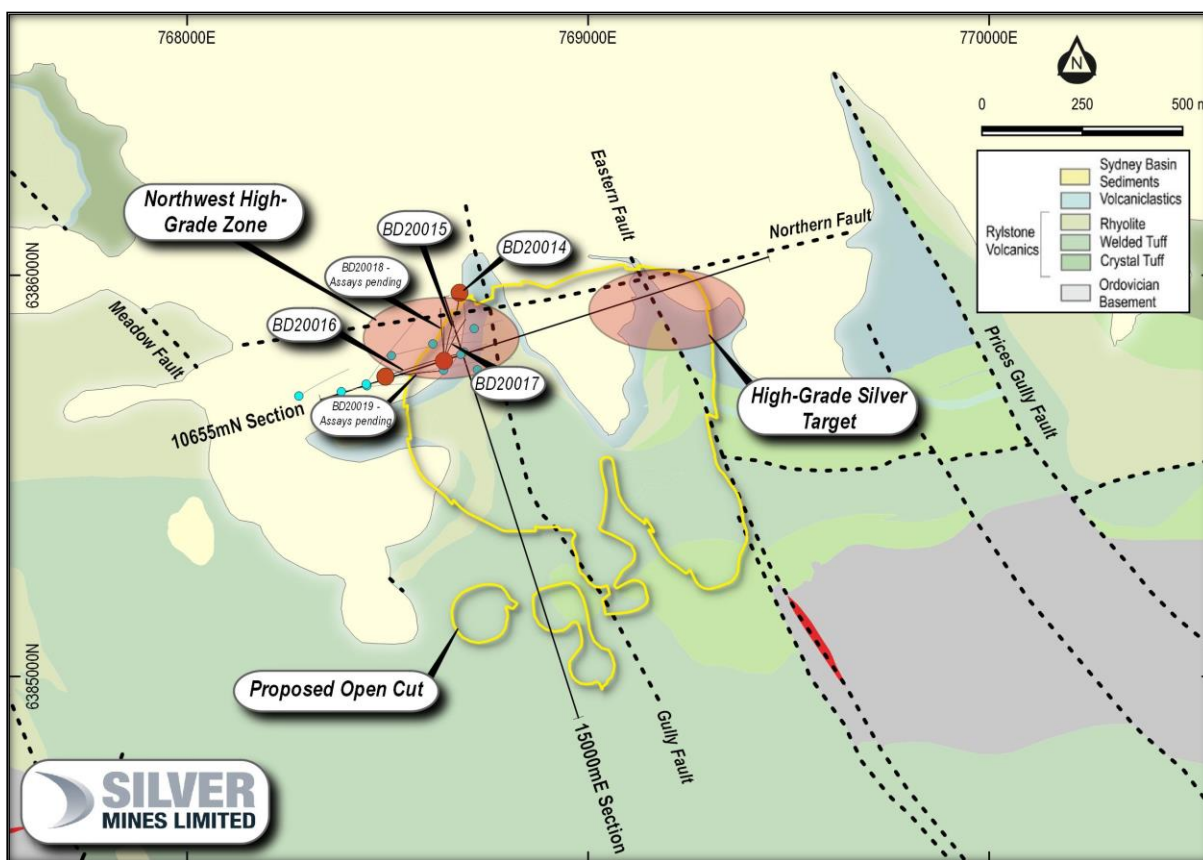 768000E
769000E
770000E
N
0
250
500 m
Sydney Basin
Sediments
Volcaniclastics
Rylstone
Volcanics
Rhyolite
Welded Tuff
Crystal Tuff
Ordovician
Basement
Northwest High-
Grade Zone
BD20015
BD20014
BD20018 -
Assays pending
BD20016
BD20017
BD20019 -
Assays pending
Eastern Fault
Northern Fault
6386000N
Meadow Fault
10655mN Section
High-Grade Silver
Target
Prices Gully Fault
6385000N
Proposed Open Cut
Gully Fault
15000mE Section
SILVER
MINES LIMITED